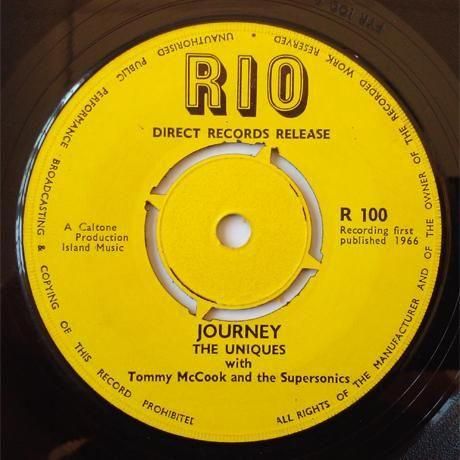 RIO
DIRECT RECORDS RELEASE
A Caltone
Production
Island Music
R 100
Recording first
published 1966
JOURNEY
THE UNIQUES
with
Tommy McCook and the Supersonics
ALL RIGHTS OF THE MANUFACTURER AND OF THE OWNER OF THE RECORDED WORK RESERVED
UNAUTHORISED PUBLIC PERFORMANCE BROADCASTING & COPYING OF THIS RECORD PROHIBITED